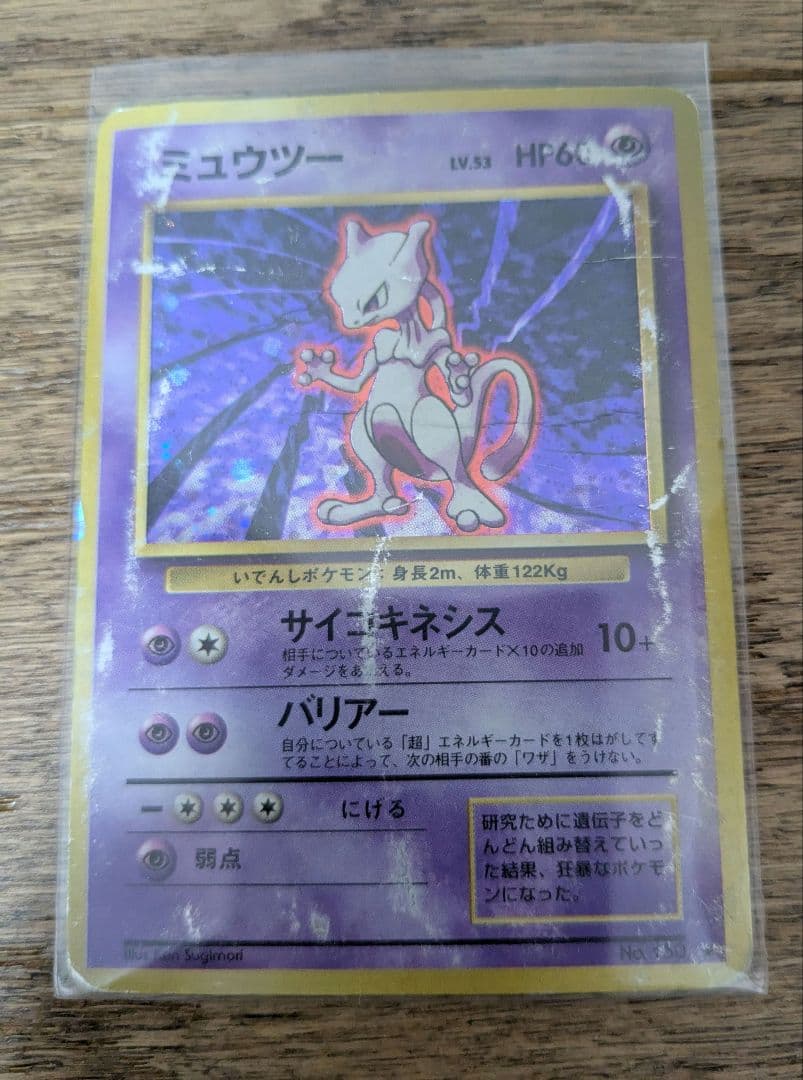 ミュウツー LV.53 HP60
いでんしポケモン：身長2m、体重122Kg
サイコキネシス 10+
相手についているエネルギーカード×10の追加
ダメージをあたえる。
バリアー
自分についている「超」エネルギーカードを1枚はがしてす
てることによって、次の相手の番の「ワザ」をうけない。
にげる
弱点
研究ために遺伝子をど
んどん組み替えていっ
た結果、狂暴なポケモ
ンになった。
Illus. Ken Sugimori No. 150